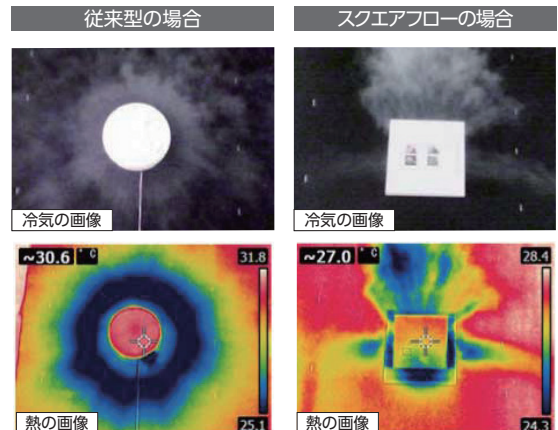 従来型の場合
スクエアフローの場合
冷気の画像
冷気の画像
~30.6 °C
31.8
25.1
熱の画像
~27.0 °C
28.4
24.3
熱の画像